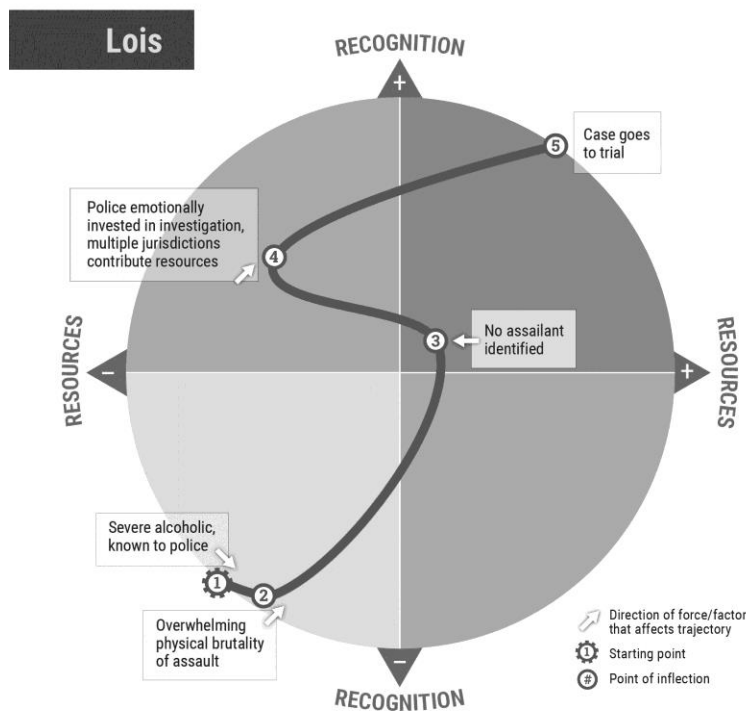 Lois
RECOGNITION
+
5
Case goes
to trial
Police emotionally
invested in investigation,
multiple jurisdictions
contribute resources
4
3
No assailant
identified
RESOURCES
−
+
RESOURCES
Severe alcoholic,
known to police
1
2
Overwhelming
physical brutality
of assault
−
RECOGNITION
Direction of force/factor
that affects trajectory
1 Starting point
# Point of inflection